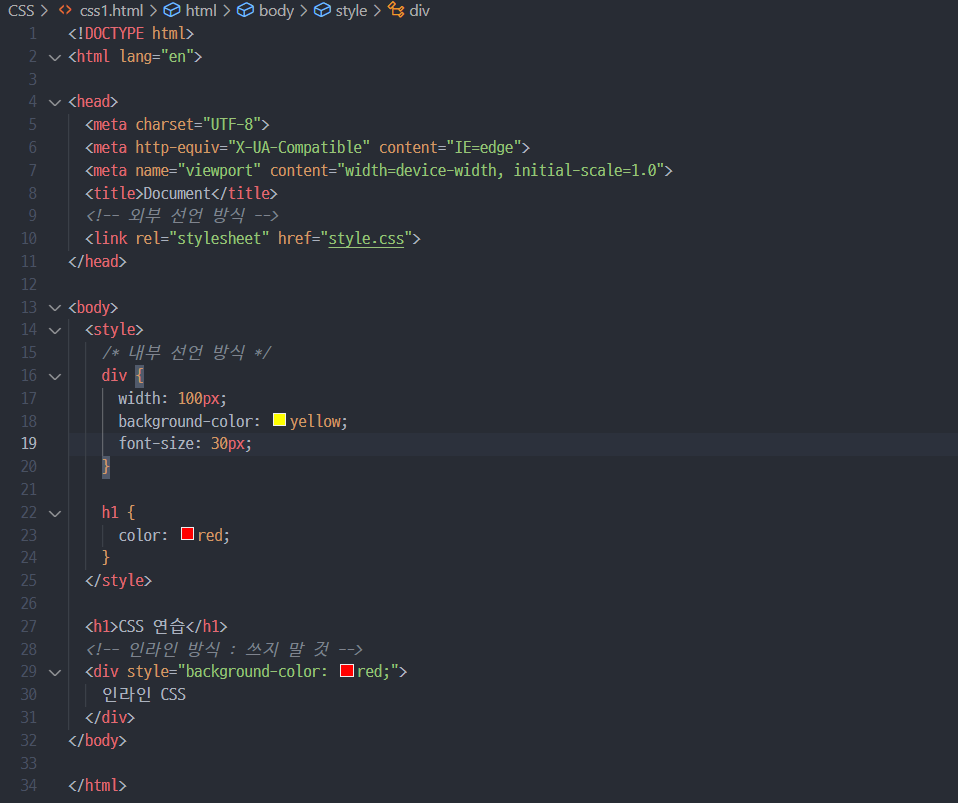 CSS > css1.html > html > body > style > div
1 <!DOCTYPE html>
2 <html lang="en">
3
4 <head>
5   <meta charset="UTF-8">
6   <meta http-equiv="X-UA-Compatible" content="IE=edge">
7   <meta name="viewport" content="width=device-width, initial-scale=1.0">
8   <title>Document</title>
9   <!-- 외부 선언 방식 -->
10   <link rel="stylesheet" href="style.css">
11 </head>
12
13 <body>
14   <style>
15     /* 내부 선언 방식 */
16     div {
17       width: 100px;
18       background-color: yellow;
19       font-size: 30px;
20     }
21
22     h1 {
23       color: red;
24     }
25   </style>
26
27   <h1>CSS 연습</h1>
28   <!-- 인라인 방식 : 쓰지 말 것 -->
29   <div style="background-color: red;">
30     인라인 CSS
31   </div>
32 </body>
33
34 </html>